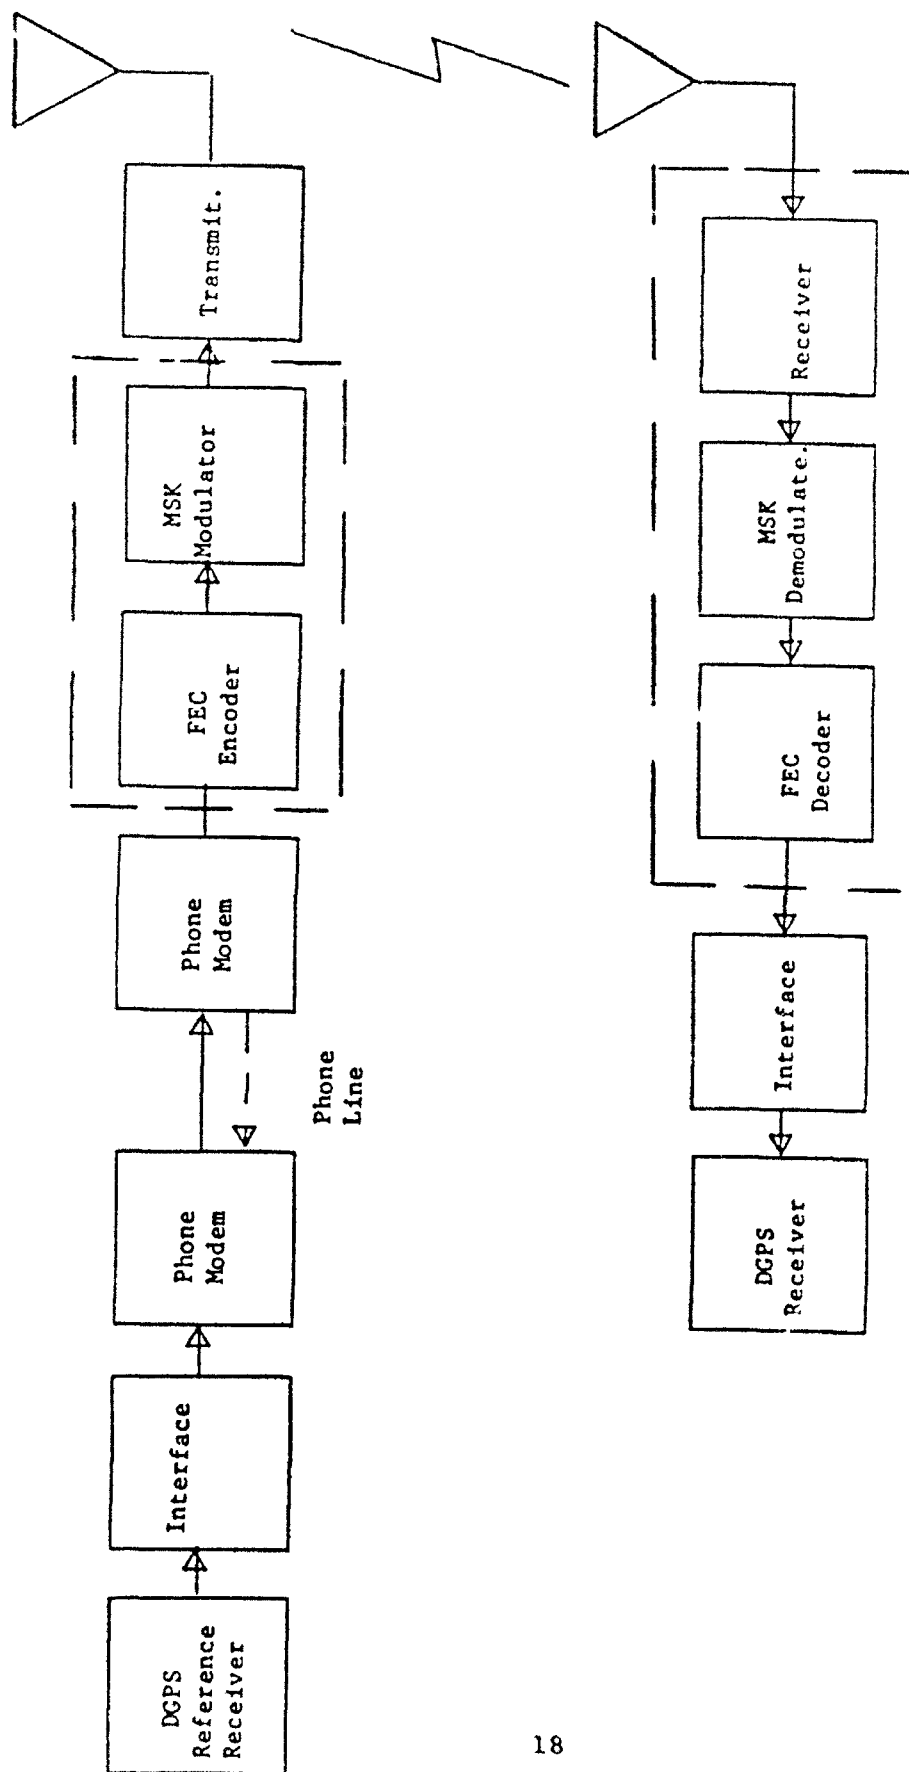 DGPS
Reference
Receiver
Interface
Phone
Modem
Phone
Line
Phone
Modem
FEC
Encoder
MSK
Modulator
Transmit.
DGPS
Receiver
Interface
FEC
Decoder
MSK
Demodulate.
Receiver
18